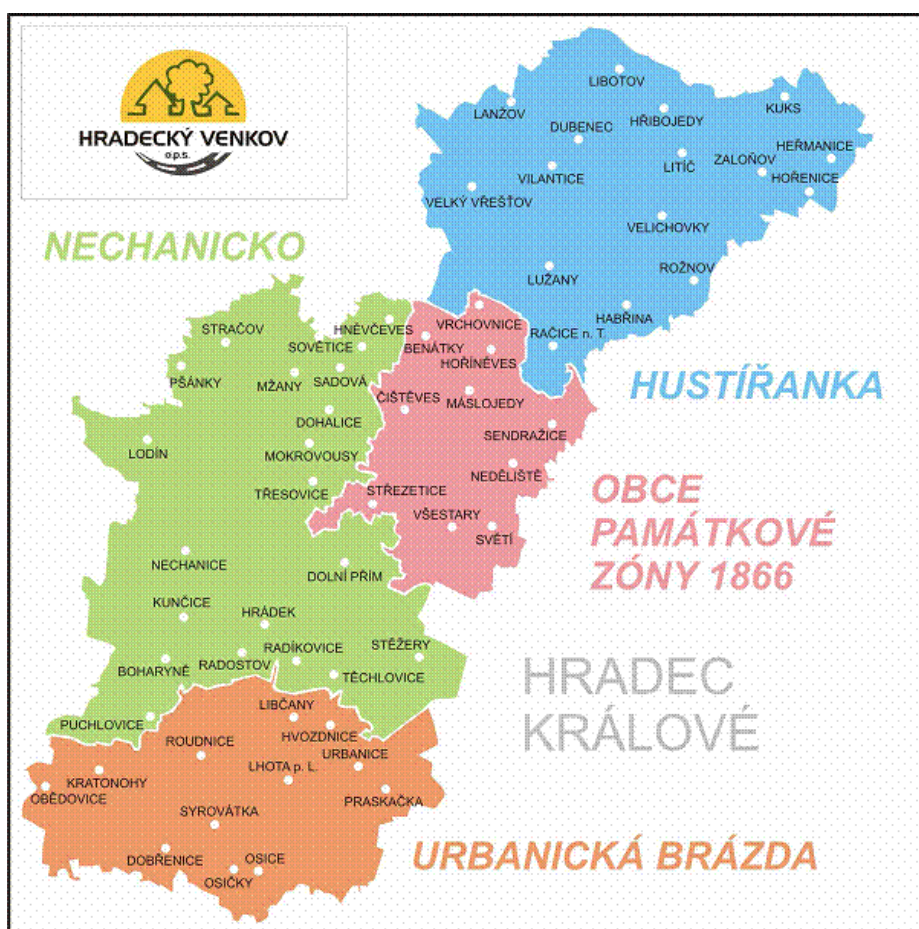 HRADECKÝ VENKOV
o.p.s.
LIBOTOV
LANŽOV
KUKS
HŘIBOJEDY
DUBENEC
HEŘMANICE
LITÍČ
ZALOŇOV
VILANTICE
HOŘENICE
VELKÝ VŘEŠŤOV
VELICHOVKY
NECHANICKO
ROŽNOV
LUŽANY
HABŘINA
VRCHOVNICE
RAČICE n. T.
STRAČOV
HNĚVČEVES
BENÁTKY
SOVĚTICE
HOŘINĚVES
PŠÁNKY
MŽANY
SADOVÁ
HUSTÍŘANKA
ČIŠTĚVES
MÁSLOJEDY
DOHALICE
SENDRAŽICE
LODÍN
MOKROVOUSY
NEDĚLIŠTĚ
TŘESOVICE
STŘEZETICE
OBCE
PAMÁTKOVÉ
ZÓNY 1866
VŠESTARY
SVĚTÍ
NECHANICE
DOLNÍ PŘÍM
KUNČICE
HRÁDEK
STĚŽERY
RADÍKOVICE
BOHARYNĚ
RADOSTOV
TĚCHLOVICE
HRADEC
KRÁLOVÉ
LIBČANY
PUCHLOVICE
HVOZDNICE
ROUDNICE
URBANICE
LHOTA p. L.
KRATONOHY
OBĚDOVICE
PRASKAČKA
SYROVÁTKA
DOBŘENICE
OSICE
OSIČKY
URBANICKÁ BRÁZDA